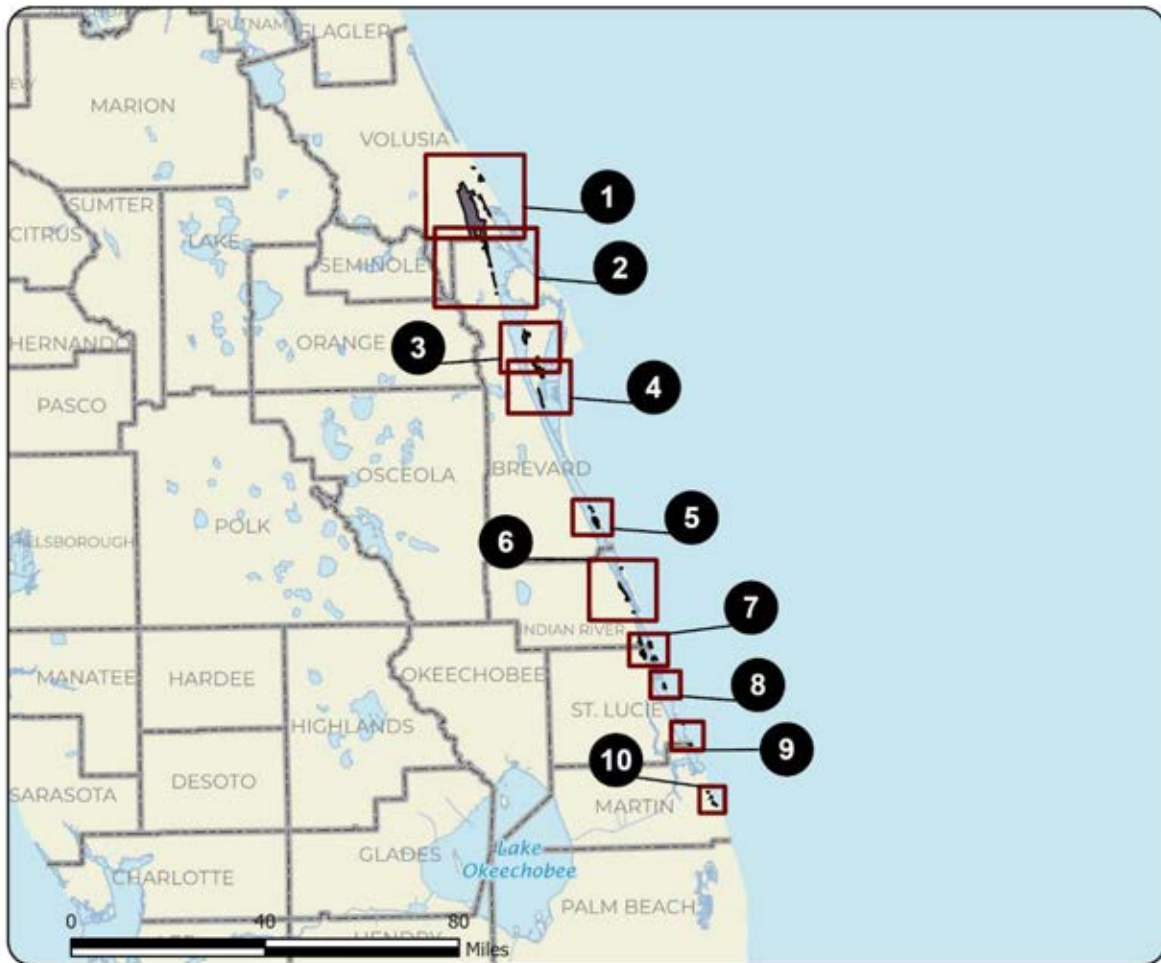 PUTNAM
FLAGLER
MARION
VOLUSIA
1
SUMTER
CITRUS
LAKE
SEMINOLE
2
HERNANDO
ORANGE
3
4
PASCO
BREVARD
OSCEOLA
5
POLK
6
7
INDIAN RIVER
MANATEE
HARDEE
OKEECHOBEE
8
ST. LUCIE
HIGHLANDS
9
10
DESOTO
SARASOTA
MARTIN
GLADES
Lake
Okeechobee
CHARLOTTE
PALM BEACH
0 40 80
Miles
HENDRY